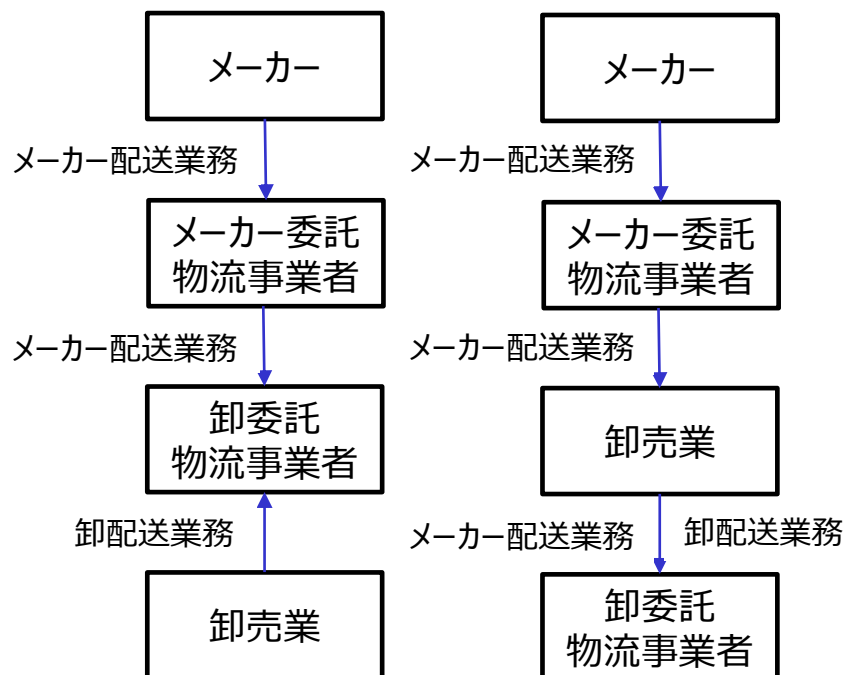 メーカー
メーカー配送業務
メーカー委託
物流事業者
メーカー配送業務
卸委託
物流事業者
卸配送業務
卸売業
メーカー
メーカー配送業務
メーカー委託
物流事業者
メーカー配送業務
卸売業
メーカー配送業務
卸配送業務
卸委託
物流事業者